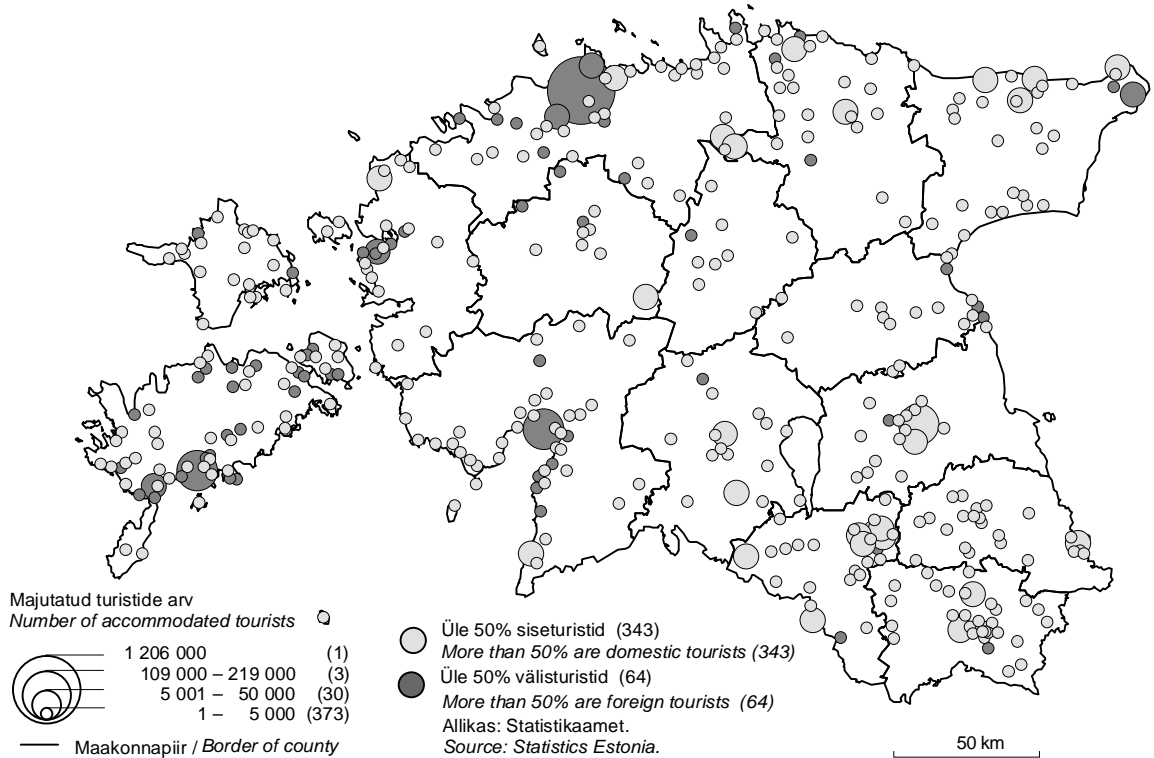 Majutatud turistide arv
Number of accommodated tourists
1 206 000 (1)
109 000 – 219 000 (3)
5 001 – 50 000 (30)
1 – 5 000 (373)
Maakonnapiir / Border of county
Üle 50% siseturistid (343)
More than 50% are domestic tourists (343)
Üle 50% välisturistid (64)
More than 50% are foreign tourists (64)
Allikas: Statistikaamet.
Source: Statistics Estonia.
50 km